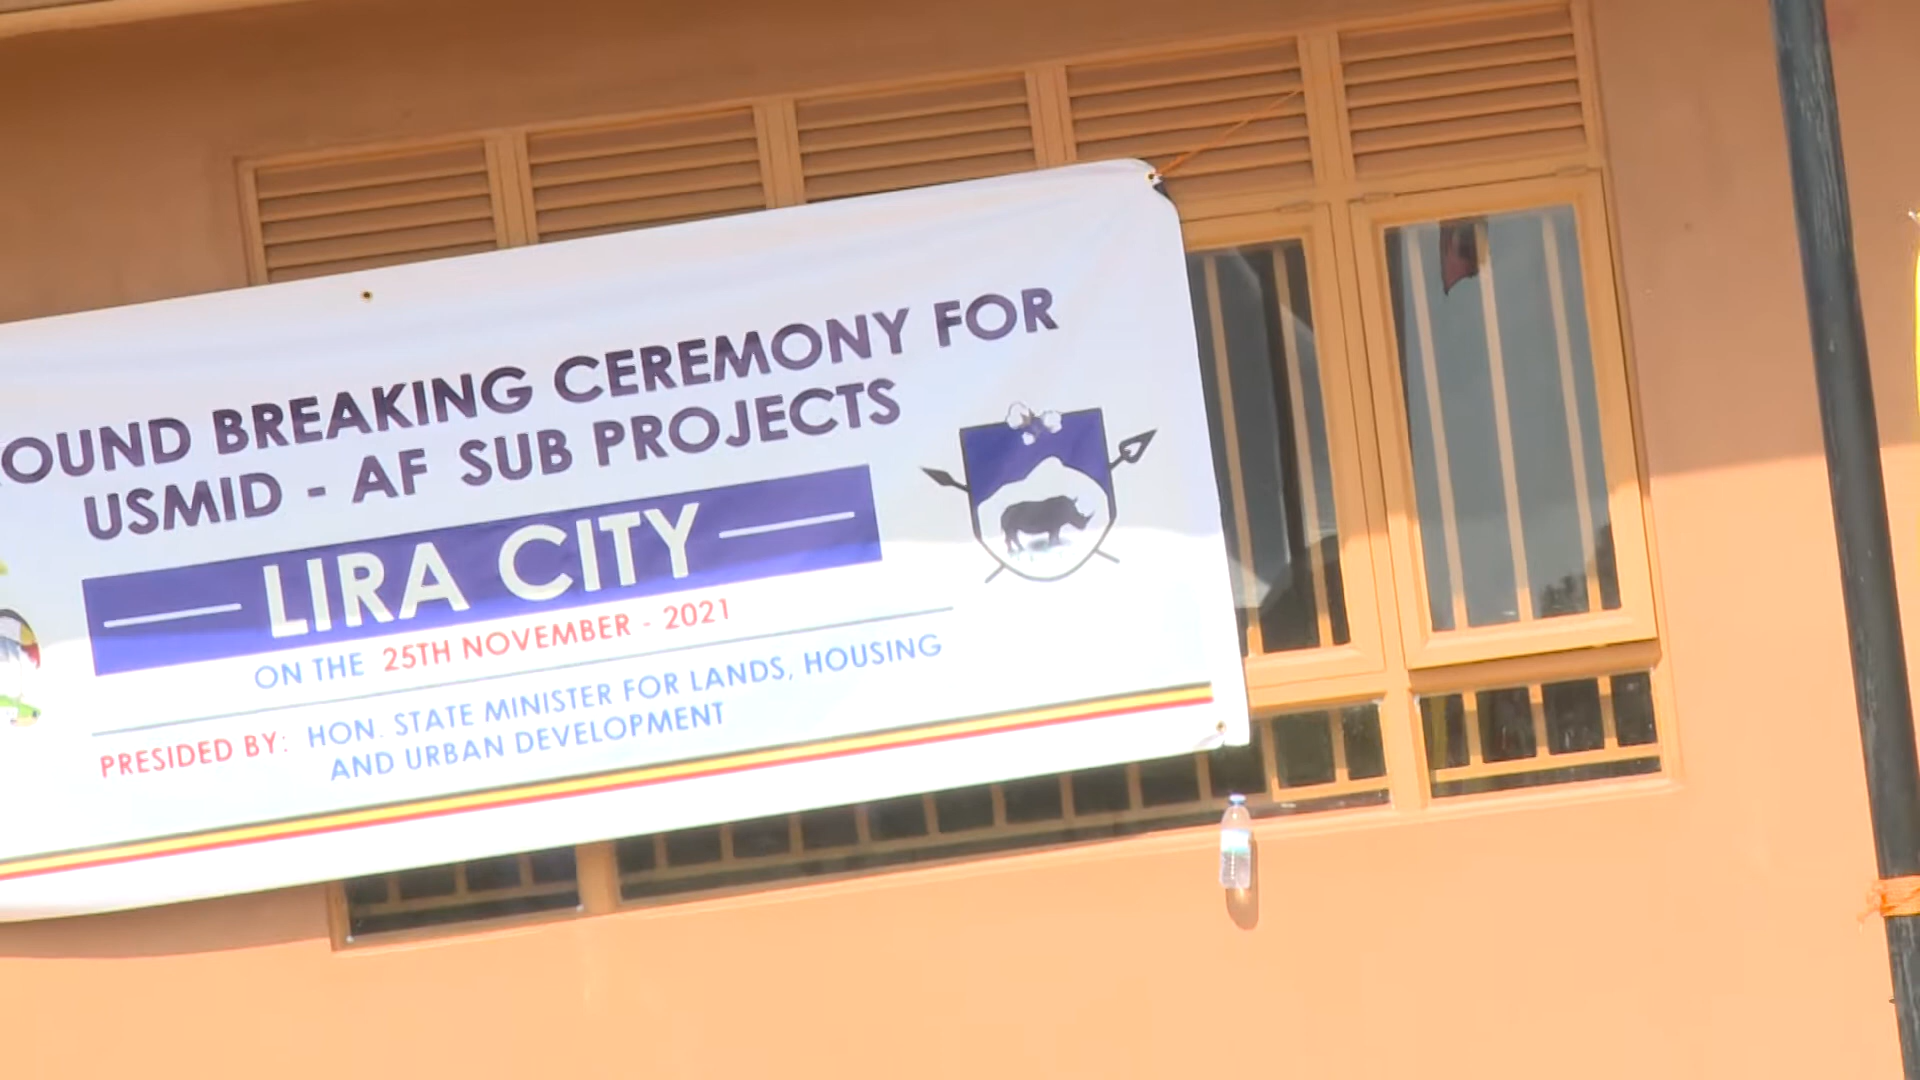 OUND BREAKING CEREMONY FOR
USMID - AF SUB PROJECTS
LIRA CITY
ON THE 25TH NOVEMBER - 2021
PRESIDED BY: HON. STATE MINISTER FOR LANDS, HOUSING
AND URBAN DEVELOPMENT